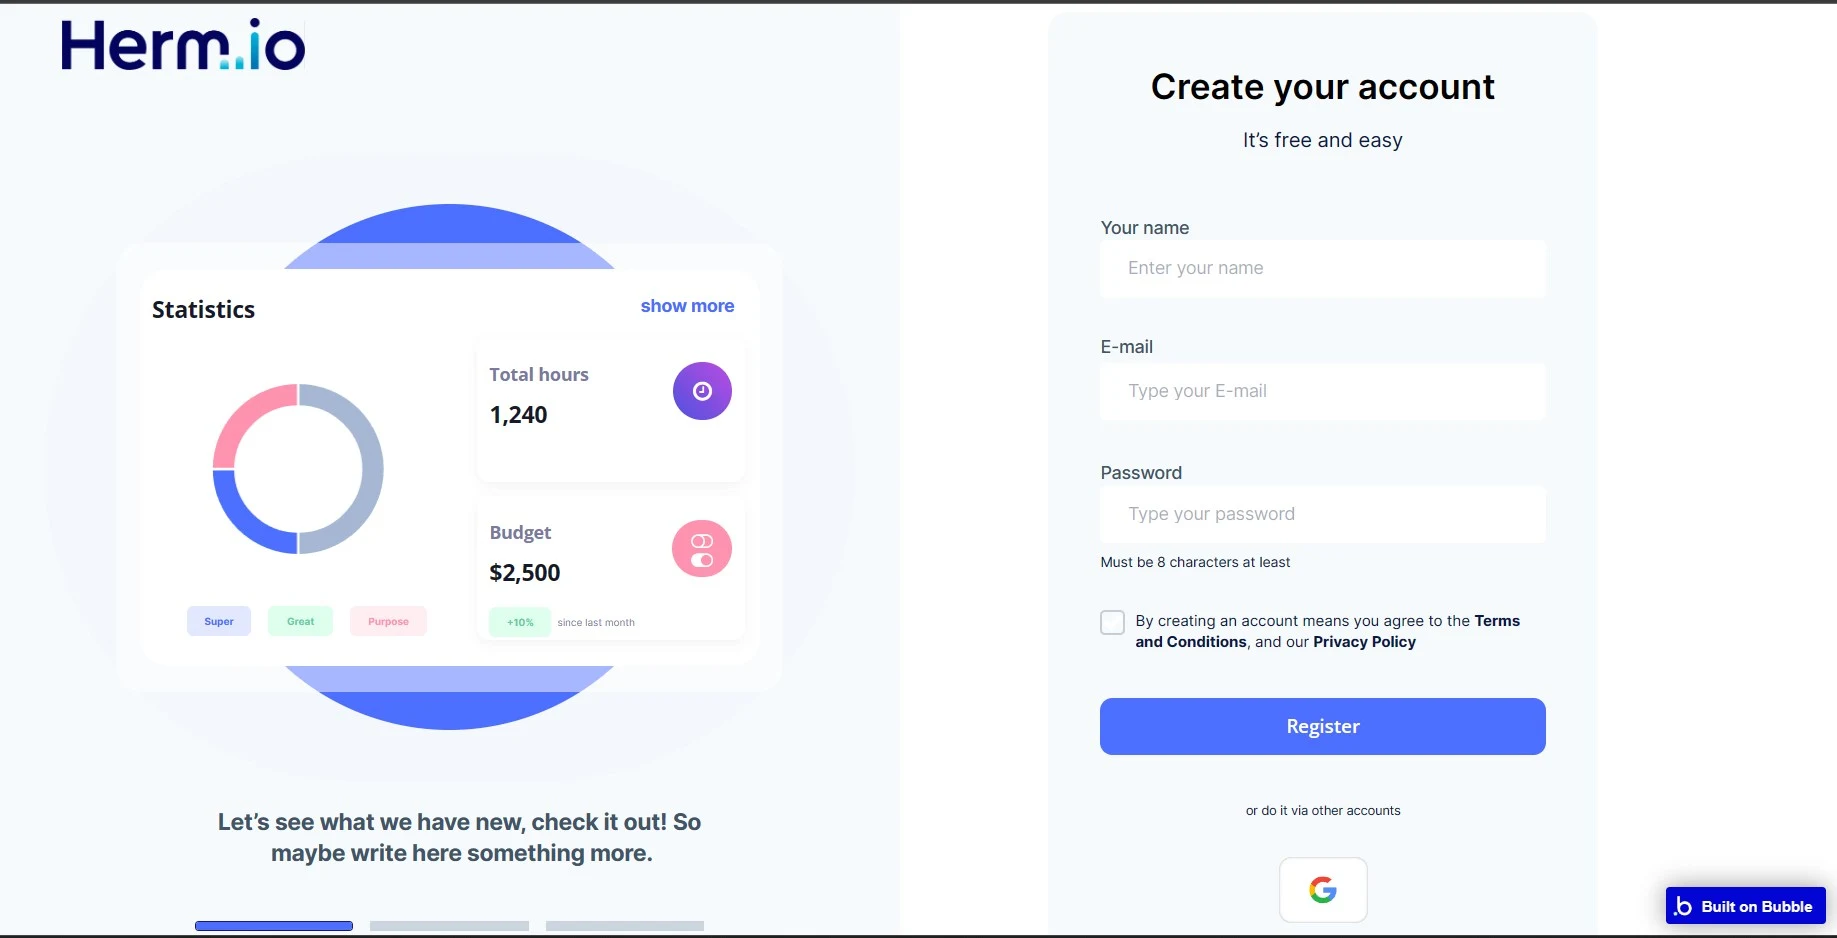 Herm.io
Statistics
show more
Total hours
1,240
Budget
$2,500
+10% since last month
Super
Great
Purpose
Let’s see what we have new, check it out! So
maybe write here something more.
Create your account
It’s free and easy
Your name
Enter your name
E-mail
Type your E-mail
Password
Type your password
Must be 8 characters at least
By creating an account means you agree to the Terms
and Conditions, and our Privacy Policy
Register
or do it via other accounts
Built on Bubble